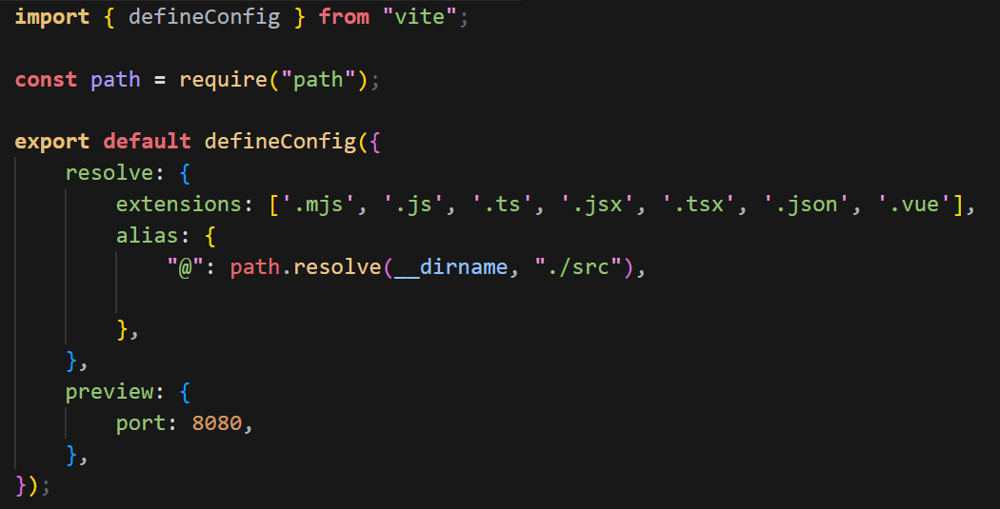 import { defineConfig } from "vite";
const path = require("path");
export default defineConfig({
resolve: {
extensions: ['.mjs', '.js', '.ts', '.jsx', '.tsx', '.json', '.vue'],
alias: {
"@": path.resolve(__dirname, "./src"),
},
},
preview: {
port: 8080,
},
});